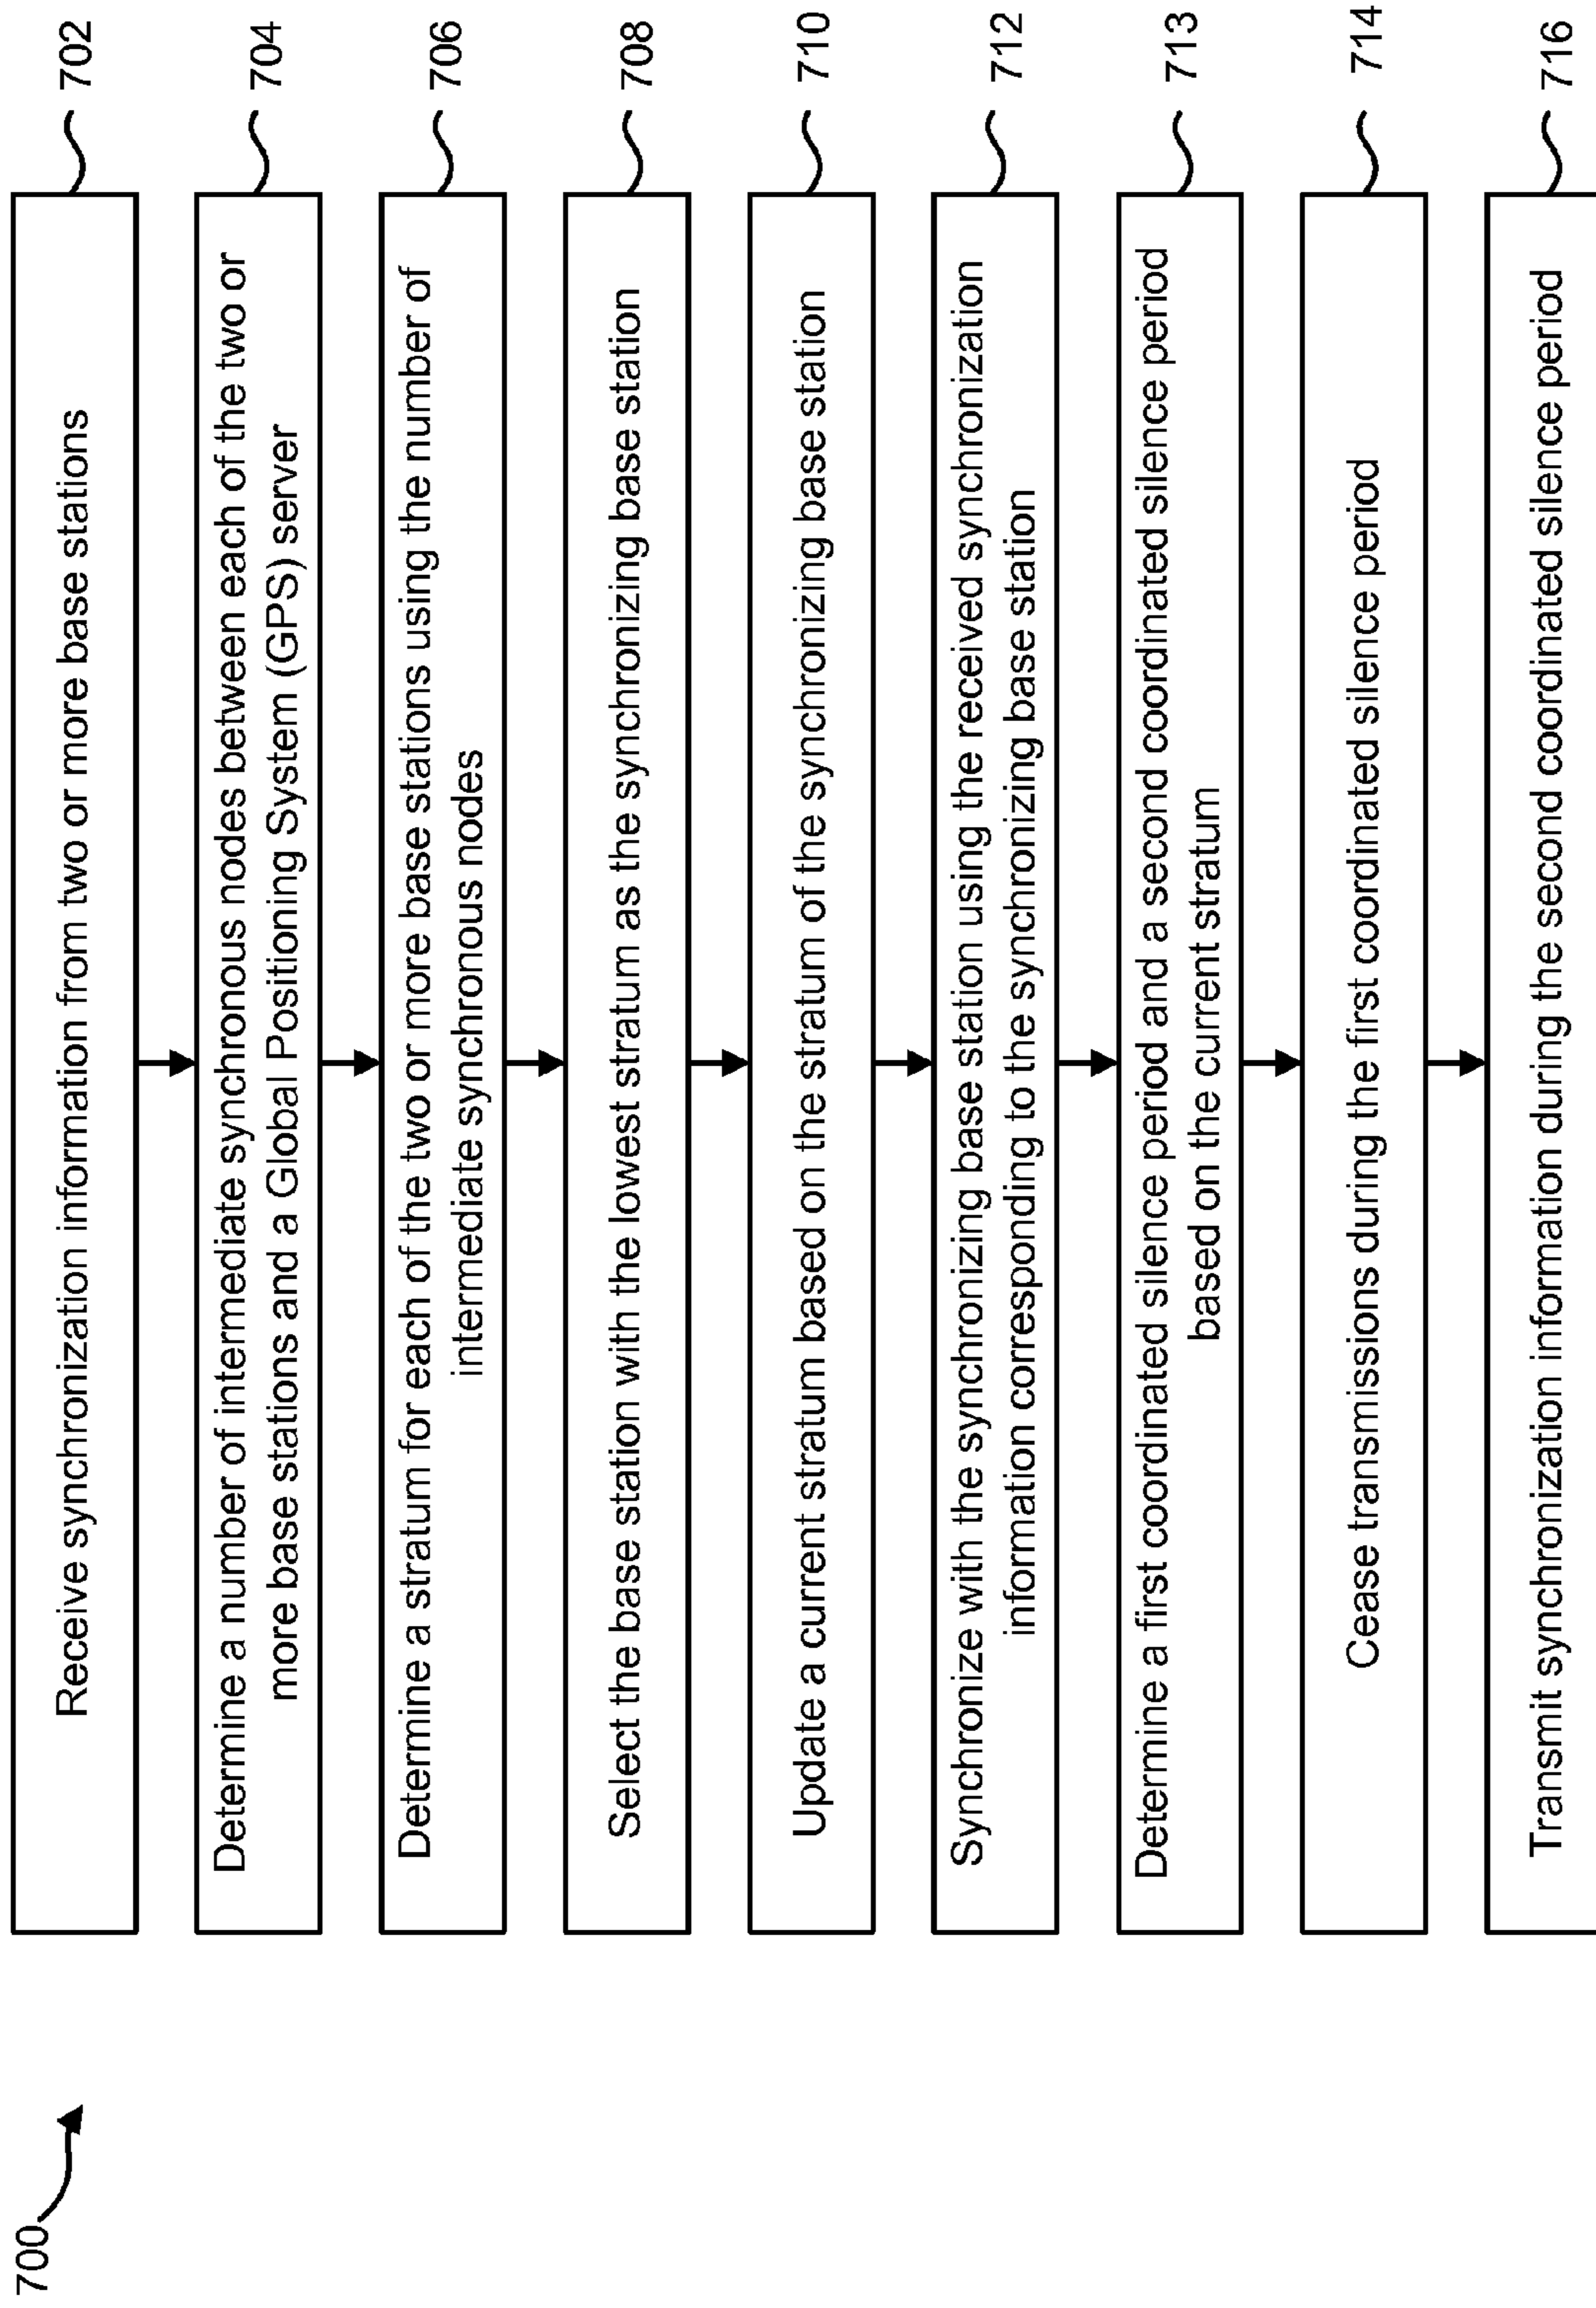 700
Receive synchronization information from two or more base stations
702
Determine a number of intermediate synchronous nodes between each of the two or
more base stations and a Global Positioning System (GPS) server
704
Determine a stratum for each of the two or more base stations using the number of
intermediate synchronous nodes
706
Select the base station with the lowest stratum as the synchronizing base station
708
Update a current stratum based on the stratum of the synchronizing base station
710
Synchronize with the synchronizing base station using the received synchronization
information corresponding to the synchronizing base station
712
Determine a first coordinated silence period and a second coordinated silence period
based on the current stratum
713
Cease transmissions during the first coordinated silence period
714
Transmit synchronization information during the second coordinated silence period
716